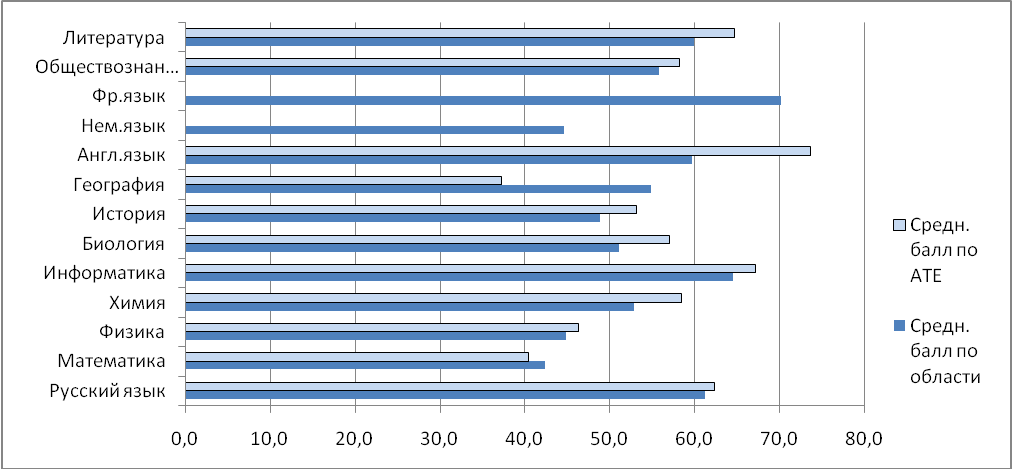 Литература
Обществознан...
Фр.язык
Нем.язык
Англ.язык
География
История
Биология
Информатика
Химия
Физика
Математика
Русский язык
0,0 10,0 20,0 30,0 40,0 50,0 60,0 70,0 80,0
Средн.
балл по
АТЕ
Средн.
балл по
области